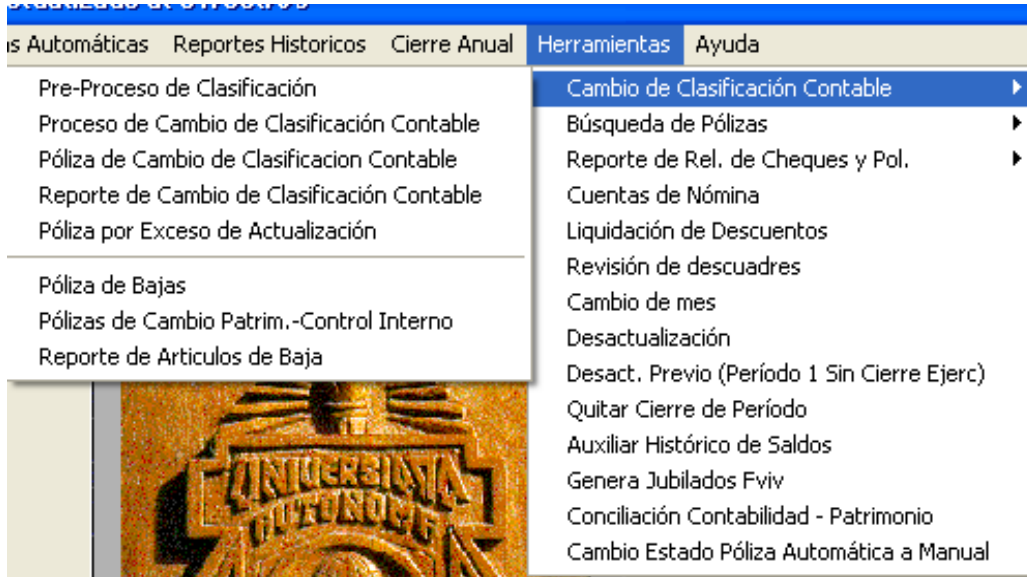 s Automáticas Reportes Historicos Cierre Anual Herramientas Ayuda
Pre-Proceso de Clasificación
Proceso de Cambio de Clasificación Contable
Póliza de Cambio de Clasificacion Contable
Reporte de Cambio de Clasificación Contable
Póliza por Exceso de Actualización
Póliza de Bajas
Pólizas de Cambio Patrim.-Control Interno
Reporte de Articulos de Baja
Cambio de Clasificación Contable
Búsqueda de Pólizas
Reporte de Rel. de Cheques y Pol.
Cuentas de Nómina
Liquidación de Descuentos
Revisión de descuadres
Cambio de mes
Desactualización
Desact. Previo (Período 1 Sin Cierre Ejerc)
Quitar Cierre de Período
Auxiliar Histórico de Saldos
Genera Jubilados Fviv
Conciliación Contabilidad - Patrimonio
Cambio Estado Póliza Automática a Manual